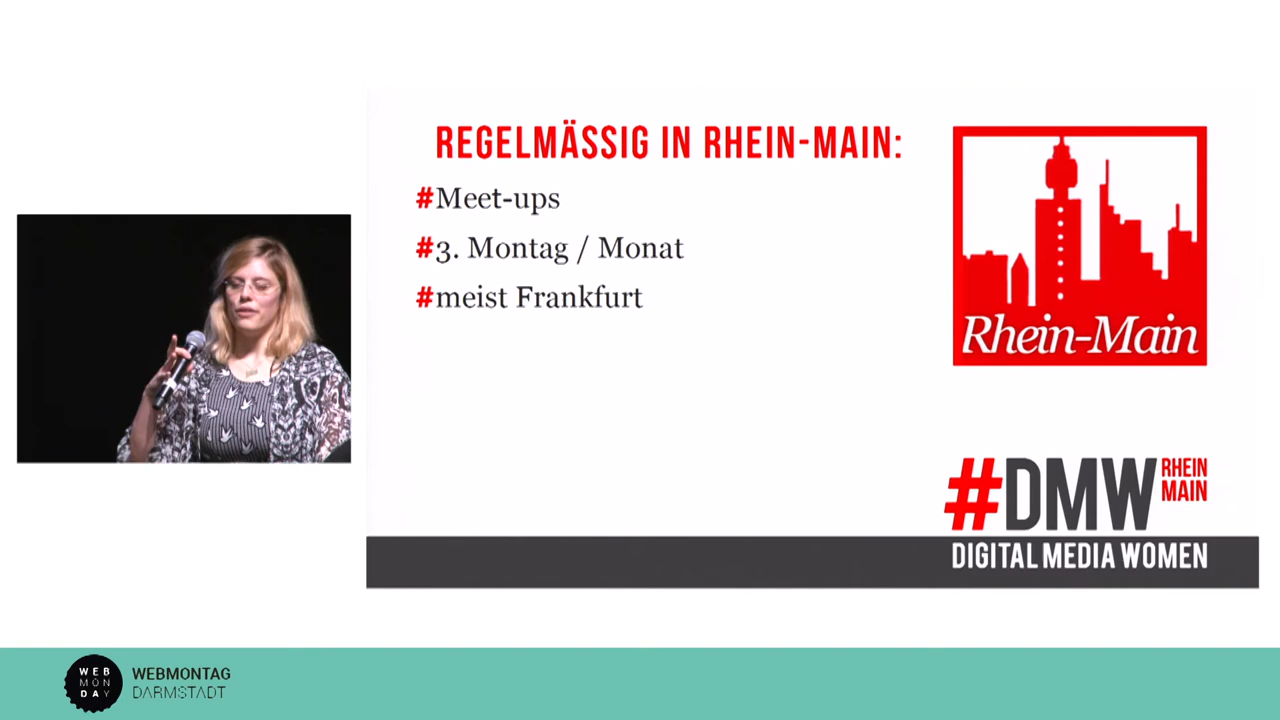 REGELMÄSSIG IN RHEIN-MAIN:
#Meet-ups
#3. Montag / Monat
#meist Frankfurt
Rhein-Main
#DMW RHEIN
MAIN
DIGITAL MEDIA WOMEN
WEB
MON
DAY
WEBMONTAG
DARMSTADT